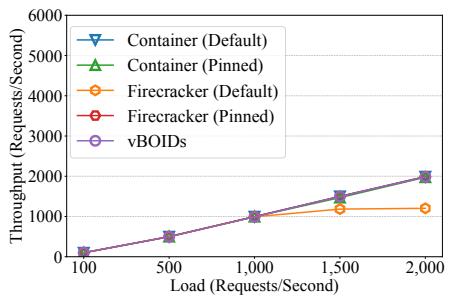 6000
5000
4000
3000
2000
1000
0
Throughput (Requests/Second)
Container (Default)
Container (Pinned)
Firecracker (Default)
Firecracker (Pinned)
vBOIDs
100 500 1,000 1,500 2,000
Load (Requests/Second)